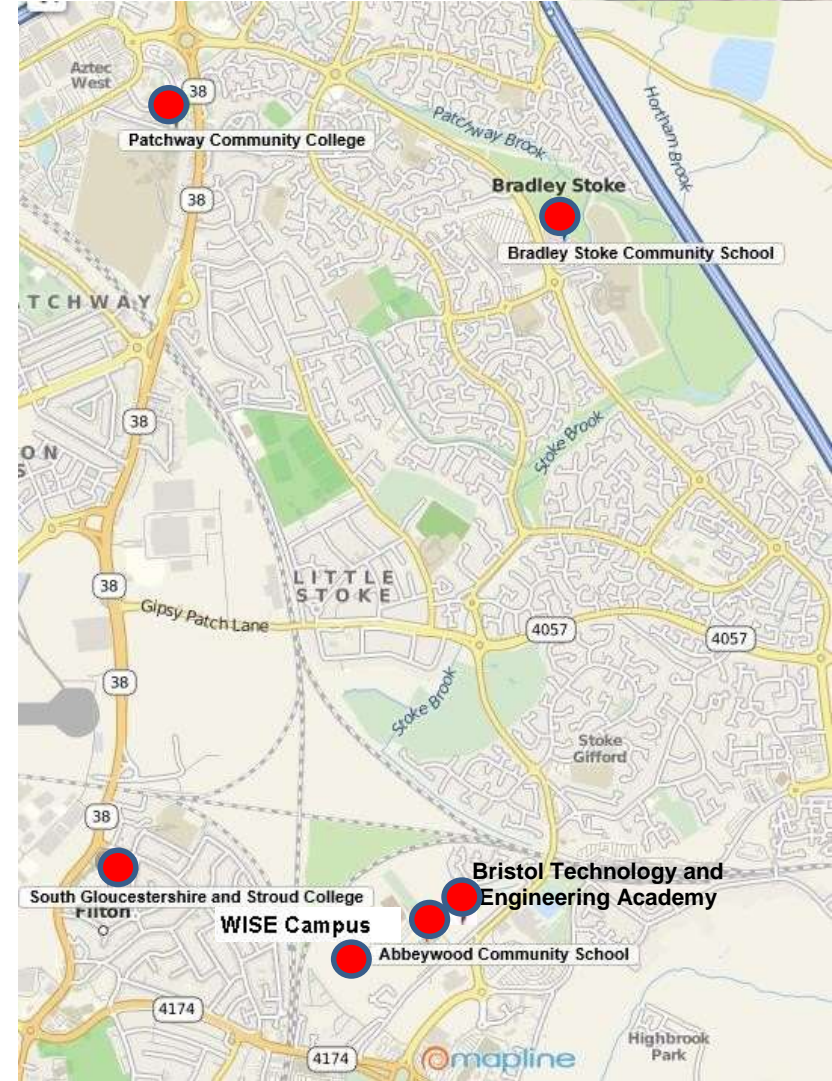 Aztec
West
38
Patchway Community College
38
Patchway Brook
Hortham Brook
Bradley Stoke
Bradley Stoke Community School
TCHWAY
38
ON
S
Stoke Brook
LITTLE
STOKE
38
Gipsy Patch Lane
4057
4057
38
Stoke Brook
Stoke
Gifford
38
Bristol Technology and
Engineering Academy
South Gloucestershire and Stroud College
Filton
WISE Campus
Abbeywood Community School
4174
4174
mapline
Highbrook
Park